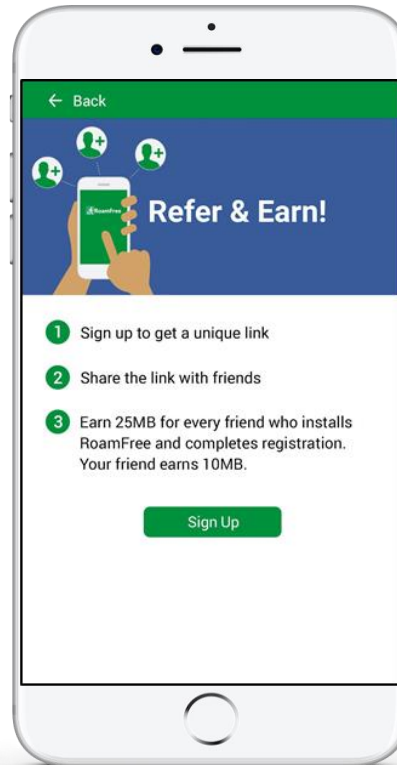 ← Back
RoamFree
Refer & Earn!
1 Sign up to get a unique link
2 Share the link with friends
3 Earn 25MB for every friend who installs
RoamFree and completes registration.
Your friend earns 10MB.
Sign Up